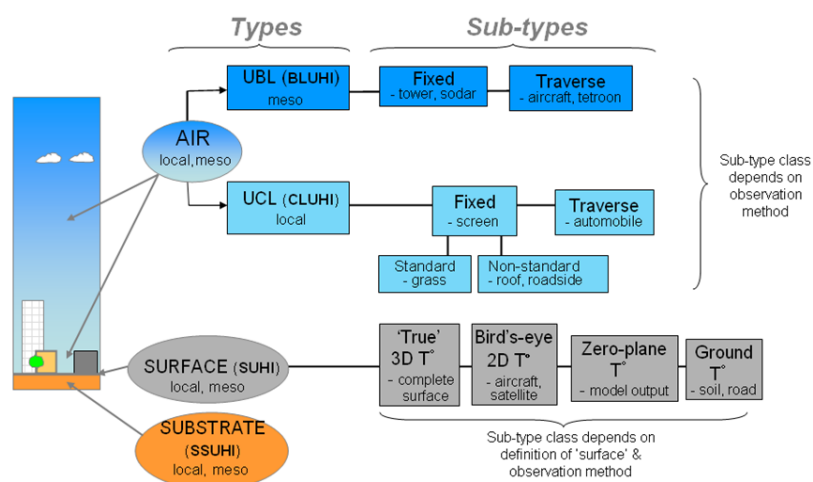 Types
Sub-types
UBL (BLUHI)
meso
Fixed
- tower, sodar
Traverse
- aircraft, tetroon
AIR
local, meso
Sub-type class
depends on
observation
method
UCL (CLUHI)
local
Fixed
- screen
Traverse
- automobile
Standard
- grass
Non-standard
- roof, roadside
SURFACE (SUHI)
local, meso
'True'
3D T°
- complete
surface
Bird's-eye
2D T°
- aircraft,
satellite
Zero-plane
T°
- model output
Ground
T°
- soil, road
SUBSTRATE
(SSUHI)
local, meso
Sub-type class depends on
definition of 'surface' &
observation method